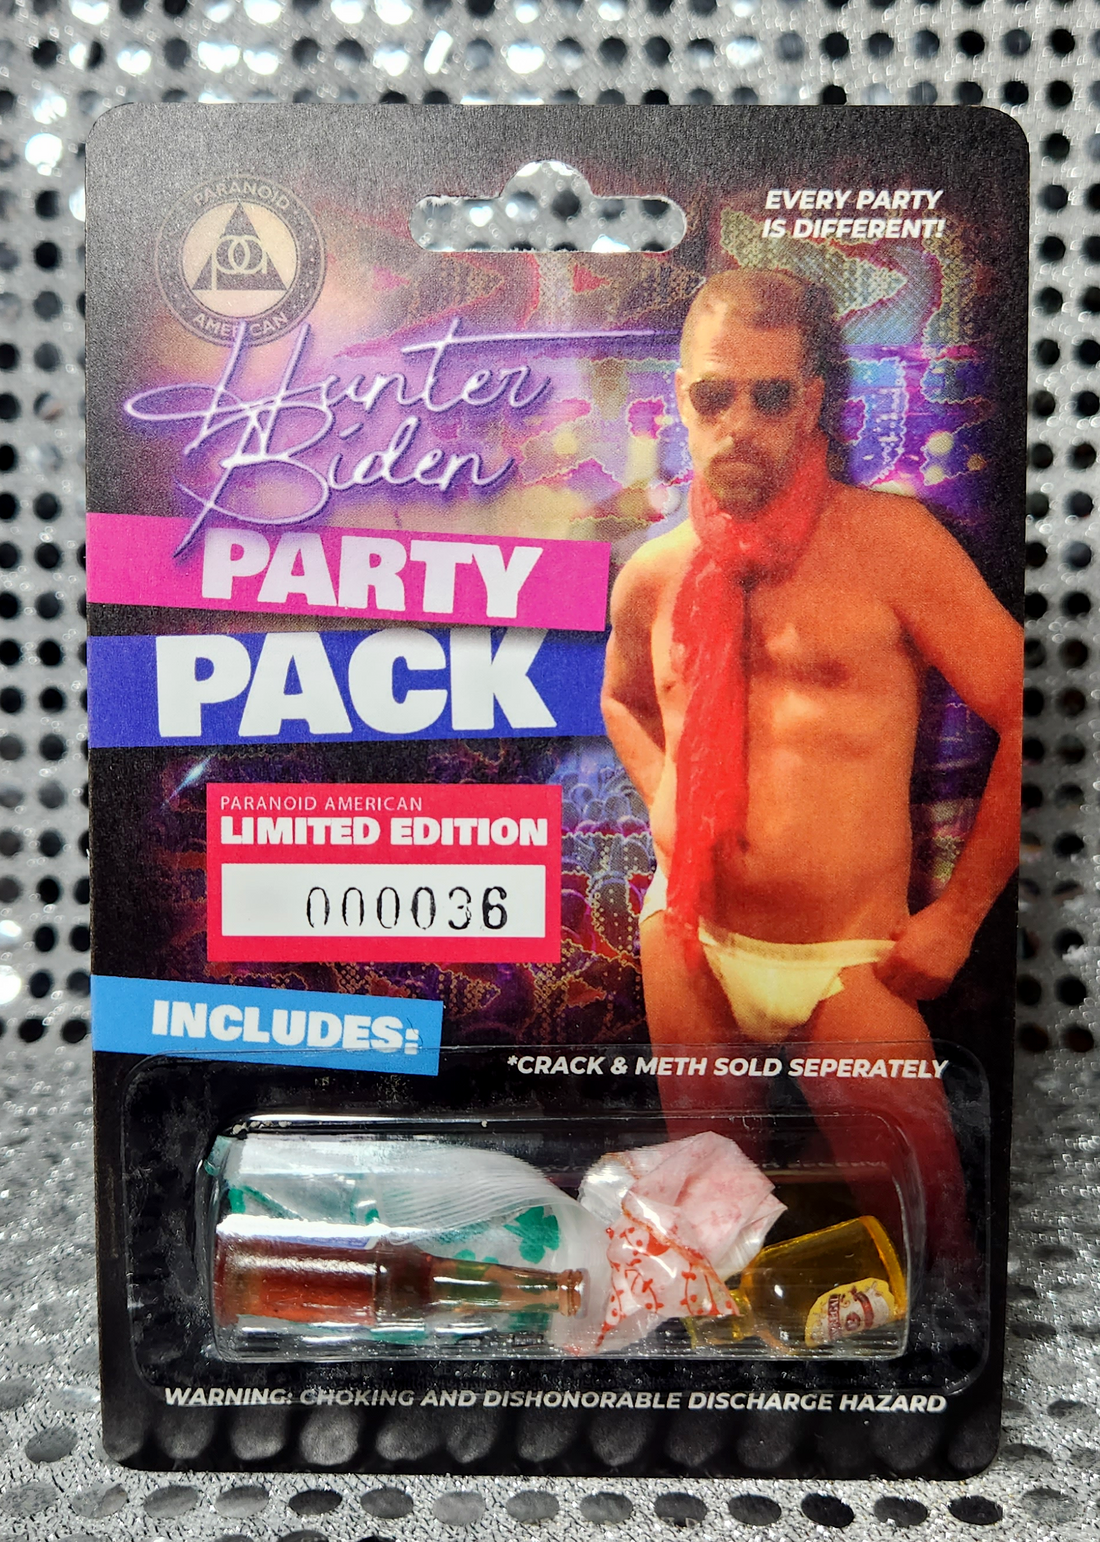 PARANOID
pa
AMERICAN
EVERY PARTY
IS DIFFERENT!
Hunter
Biden
PARTY
PACK
PARANOID AMERICAN
LIMITED EDITION
000036
INCLUDES:
*CRACK & METH SOLD SEPERATELY
WARNING: CHOKING AND DISHONORABLE DISCHARGE HAZARD